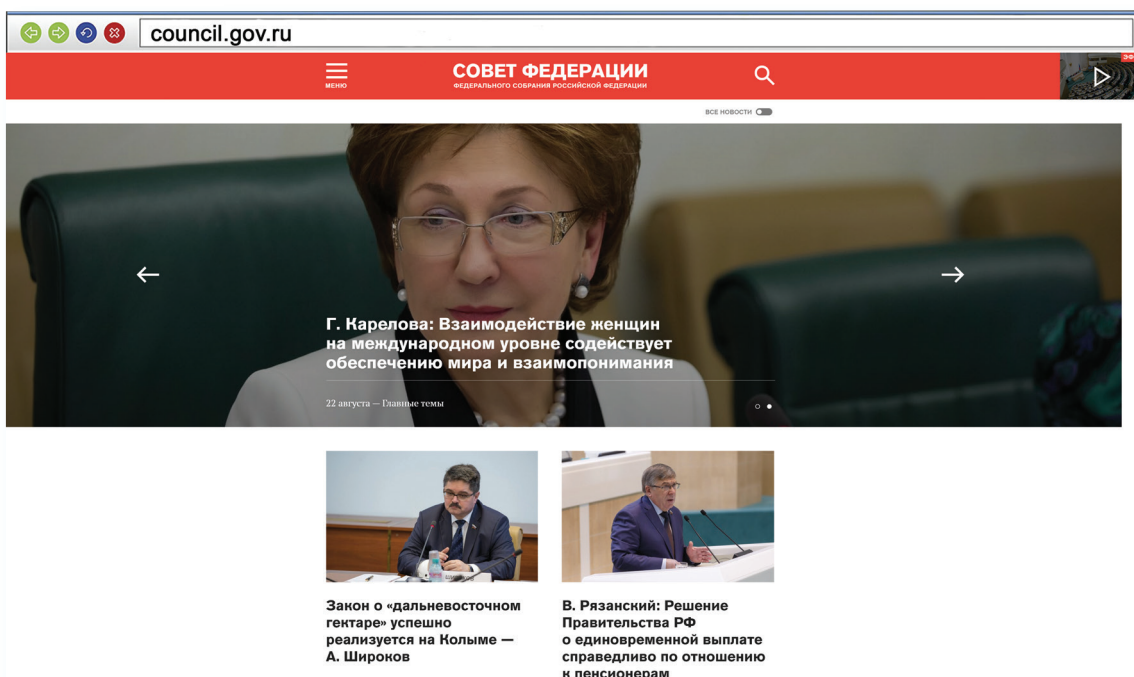 council.gov.ru
МЕНЮ
СОВЕТ ФЕДЕРАЦИИ
ФЕДЕРАЛЬНОГО СОБРАНИЯ РОССИЙСКОЙ ФЕДЕРАЦИИ
ВСЕ НОВОСТИ
Г. Карелова: Взаимодействие женщин
на международном уровне содействует
обеспечению мира и взаимопонимания
22 августа — Главные темы
Закон о «дальневосточном
гектаре» успешно
реализуется на Колыме —
А. Широков
В. Рязанский: Решение
Правительства РФ
о единовременной выплате
справедливо по отношению
к пенсионерам